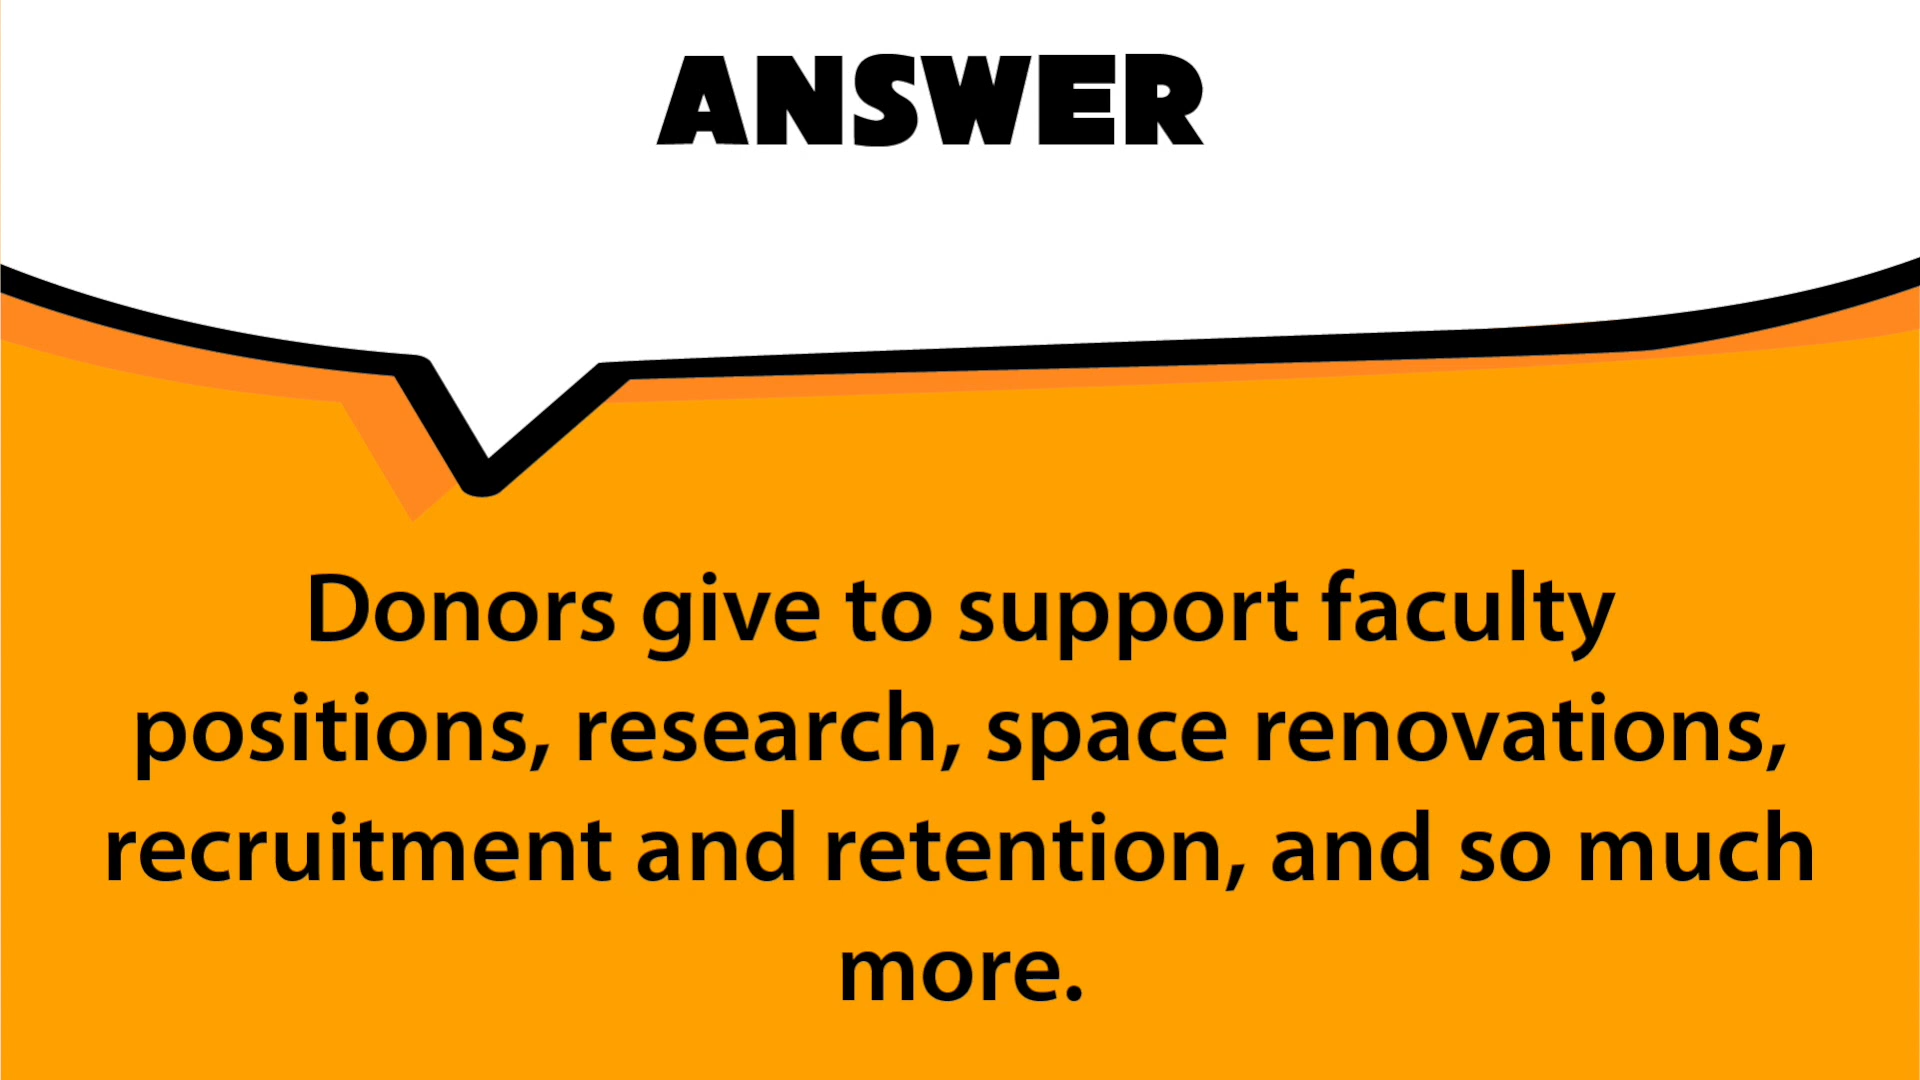 ANSWER
Donors give to support faculty
positions, research, space renovations,
recruitment and retention, and so much
more.